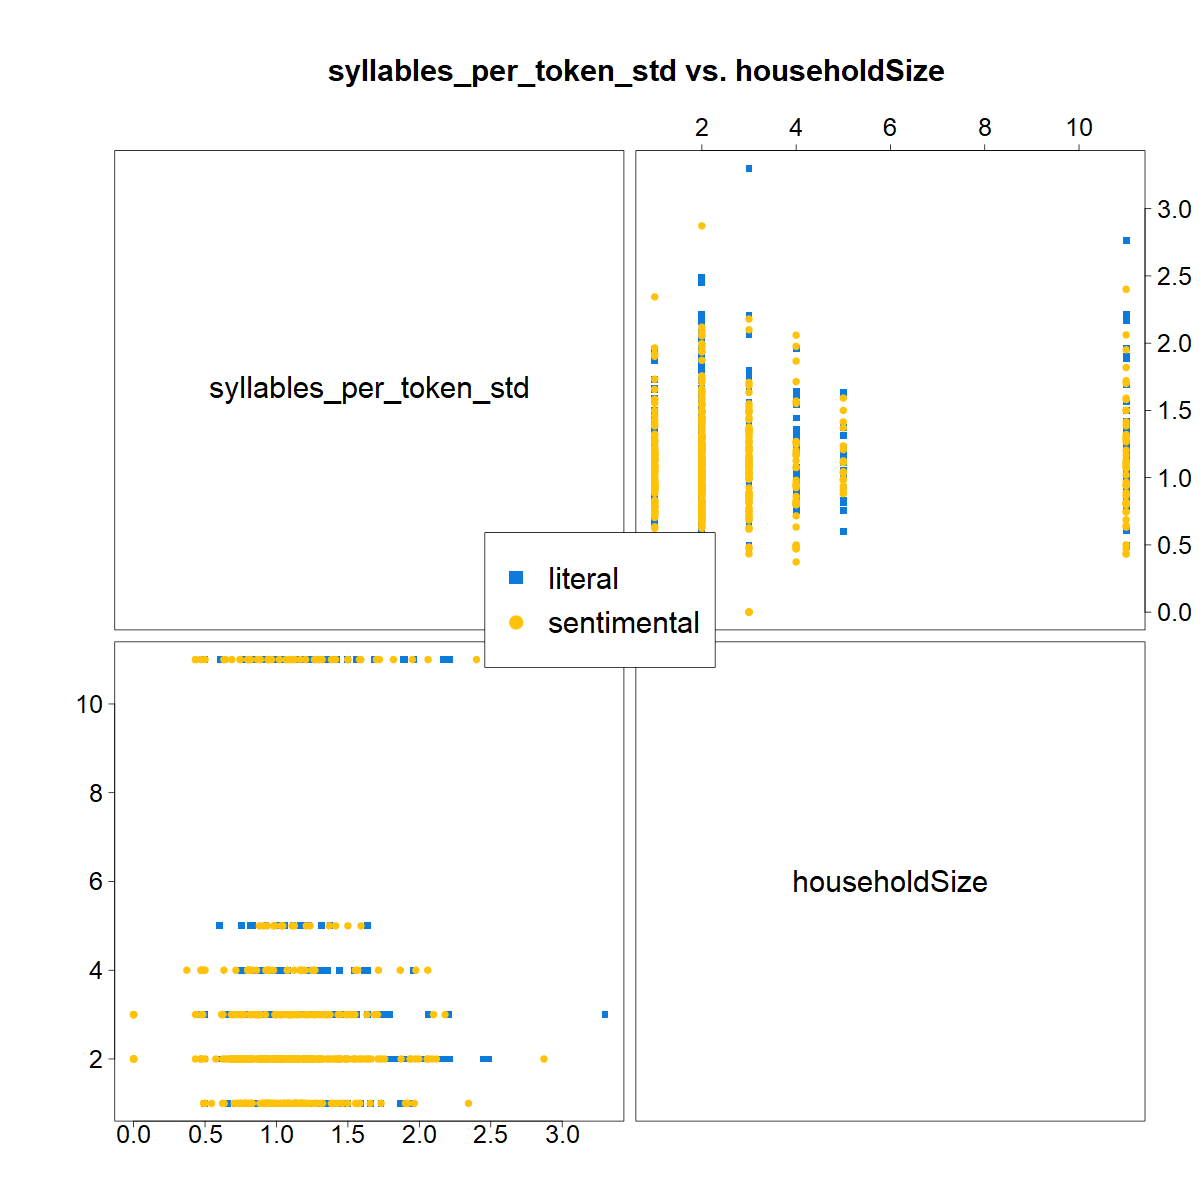 syllables_per_token_std vs. householdSize
2 4 6 8 10
syllables_per_token_std
3.0
2.5
2.0
1.5
1.0
0.5
0.0
literal
sentimental
10
8
6
4
2
householdSize
0.0 0.5 1.0 1.5 2.0 2.5 3.0